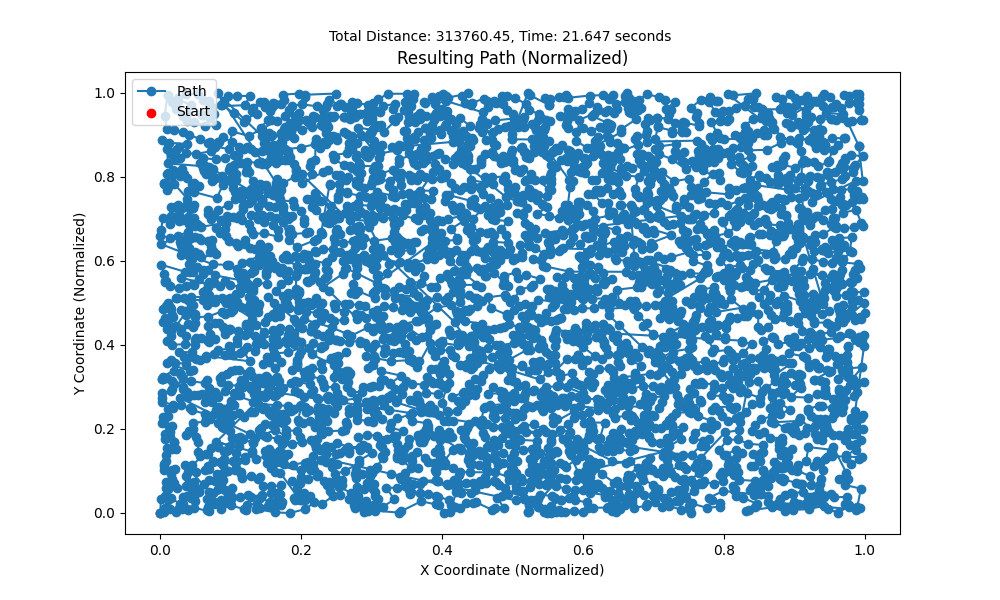 Total Distance: 313760.45, Time: 21.647 seconds
Resulting Path (Normalized)
Path
Start
Y Coordinate (Normalized)
1.0
0.8
0.6
0.4
0.2
0.0
0.0 0.2 0.4 0.6 0.8 1.0
X Coordinate (Normalized)